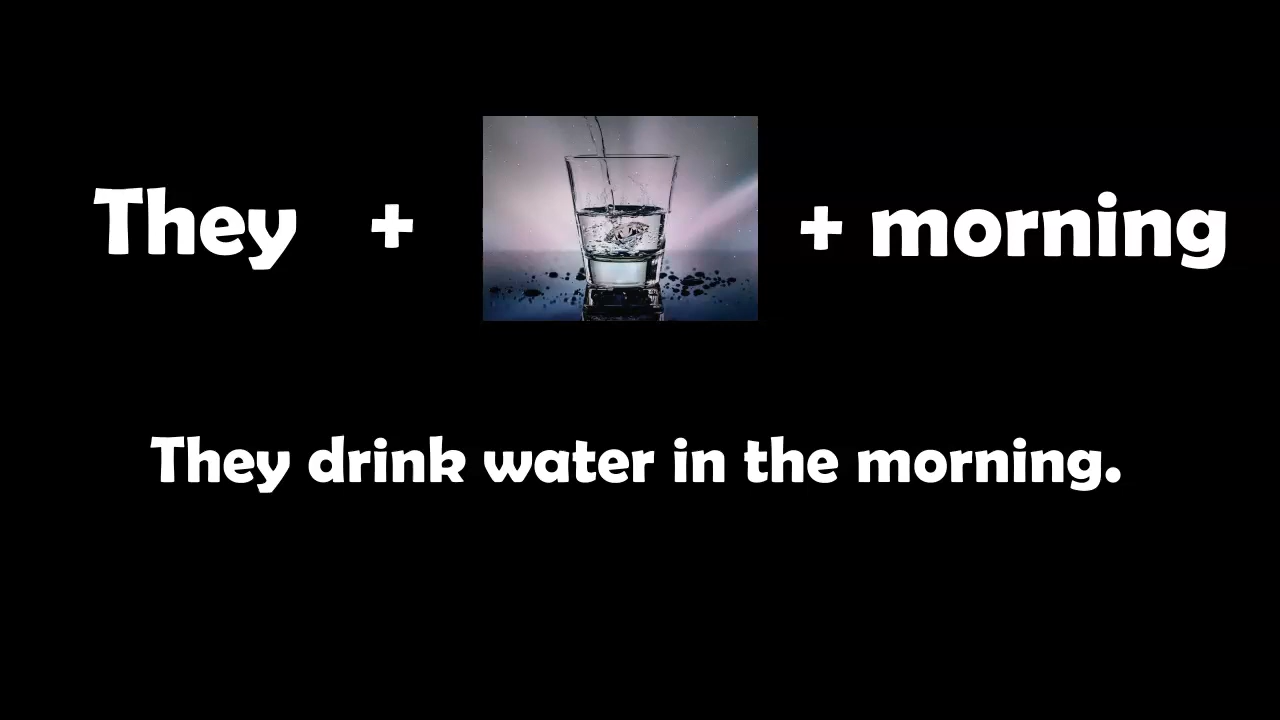 They + + morning
They drink water in the morning.